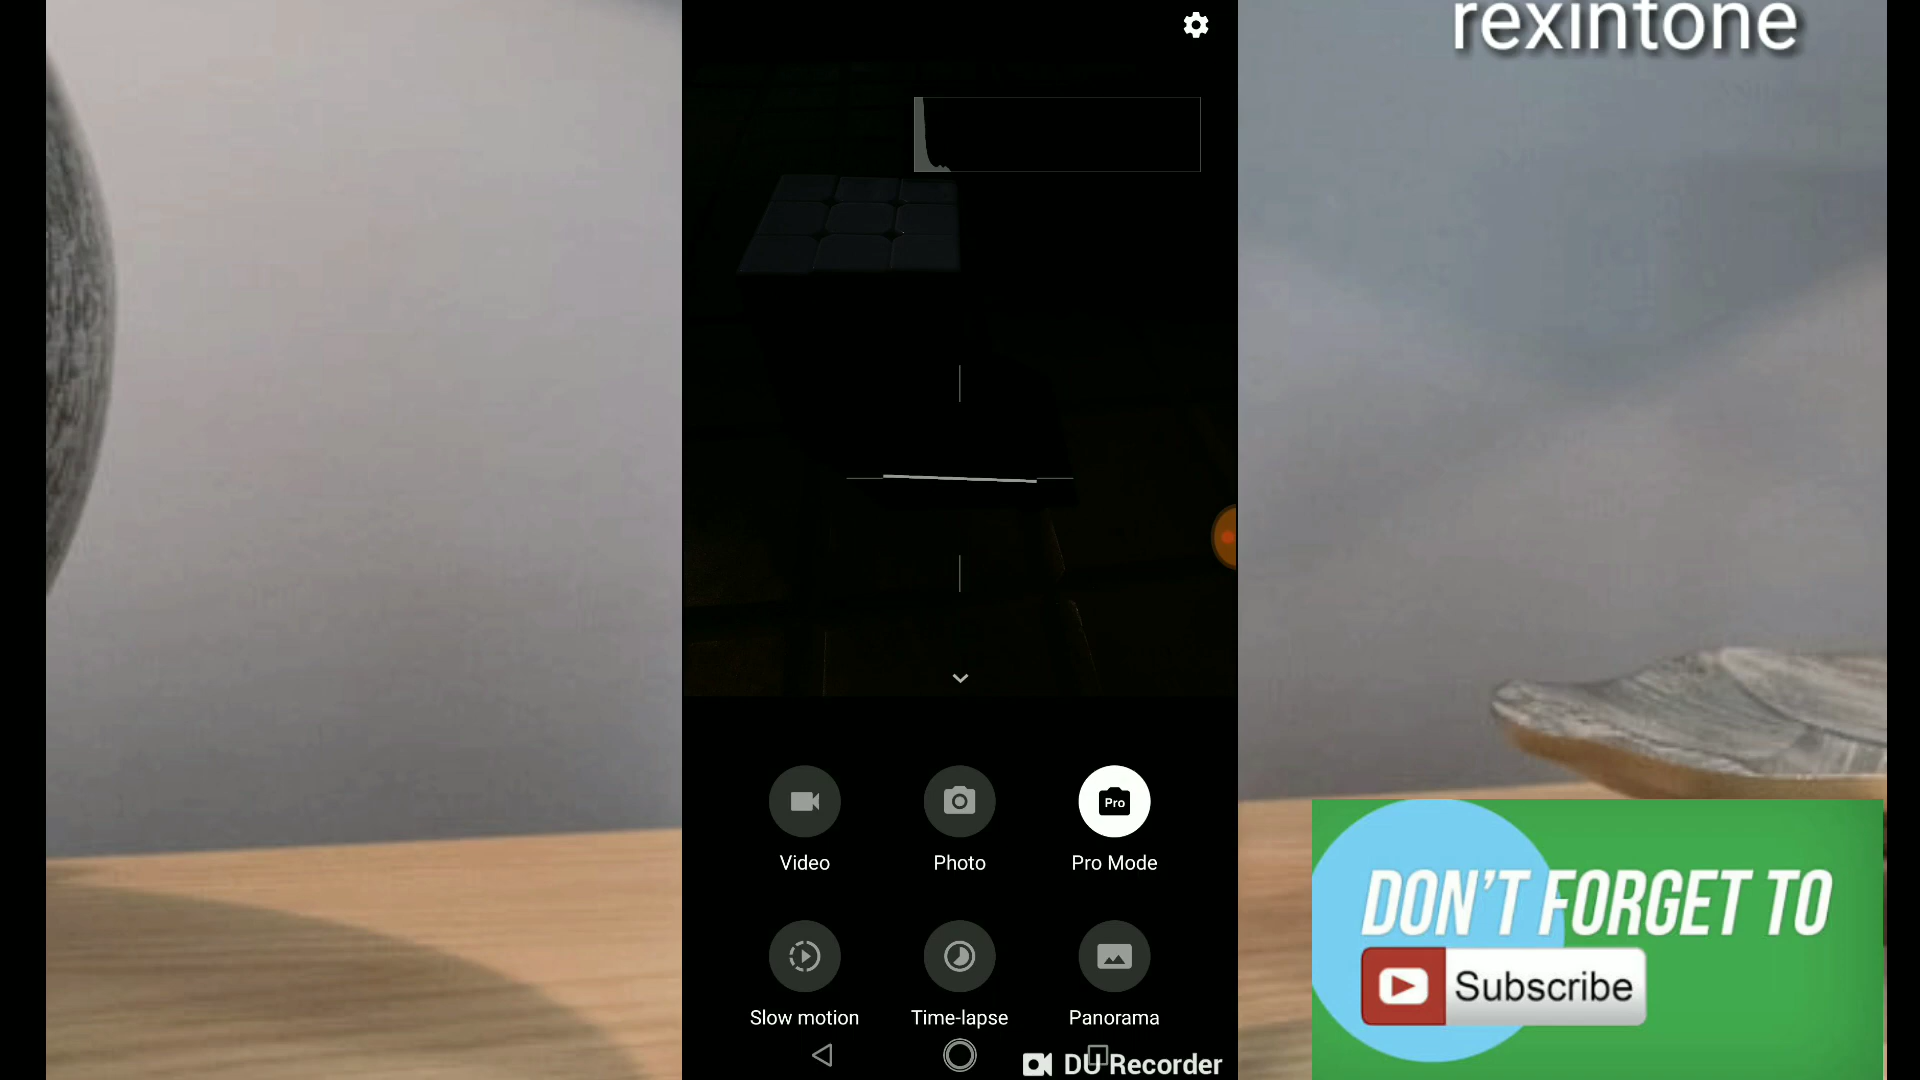 rexintone
Pro
Video
Photo
Pro Mode
Slow motion
Time-lapse
Panorama
DU Recorder
DON'T FORGET TO
Subscribe